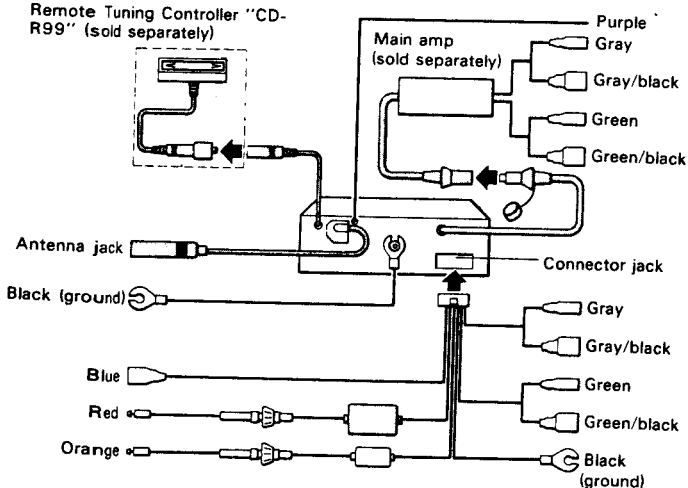 Remote Tuning Controller "CD-
R99" (sold separately)
Purple
Main amp
(sold separately)
Gray
Gray/black
Green
Green/black
Antenna jack
Connector jack
Black (ground)
Gray
Gray/black
Blue
Green
Red
Green/black
Orange
Black
(ground)